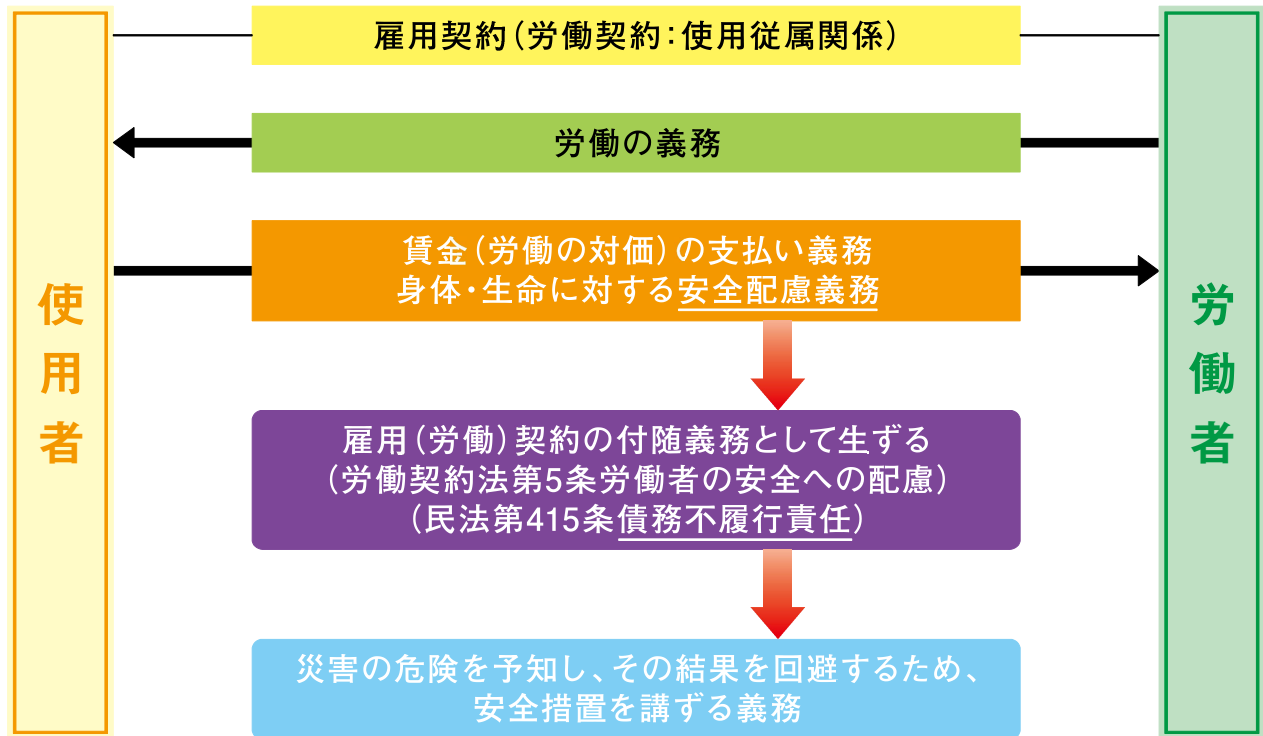 雇用契約（労働契約：使用従属関係）
労働の義務
賃金（労働の対価）の支払い義務
身体・生命に対する安全配慮義務
使用者
労働者
雇用（労働）契約の付随義務として生ずる
（労働契約法第5条労働者の安全への配慮）
（民法第415条債務不履行責任）
災害の危険を予知し、その結果を回避するため、
安全措置を講ずる義務